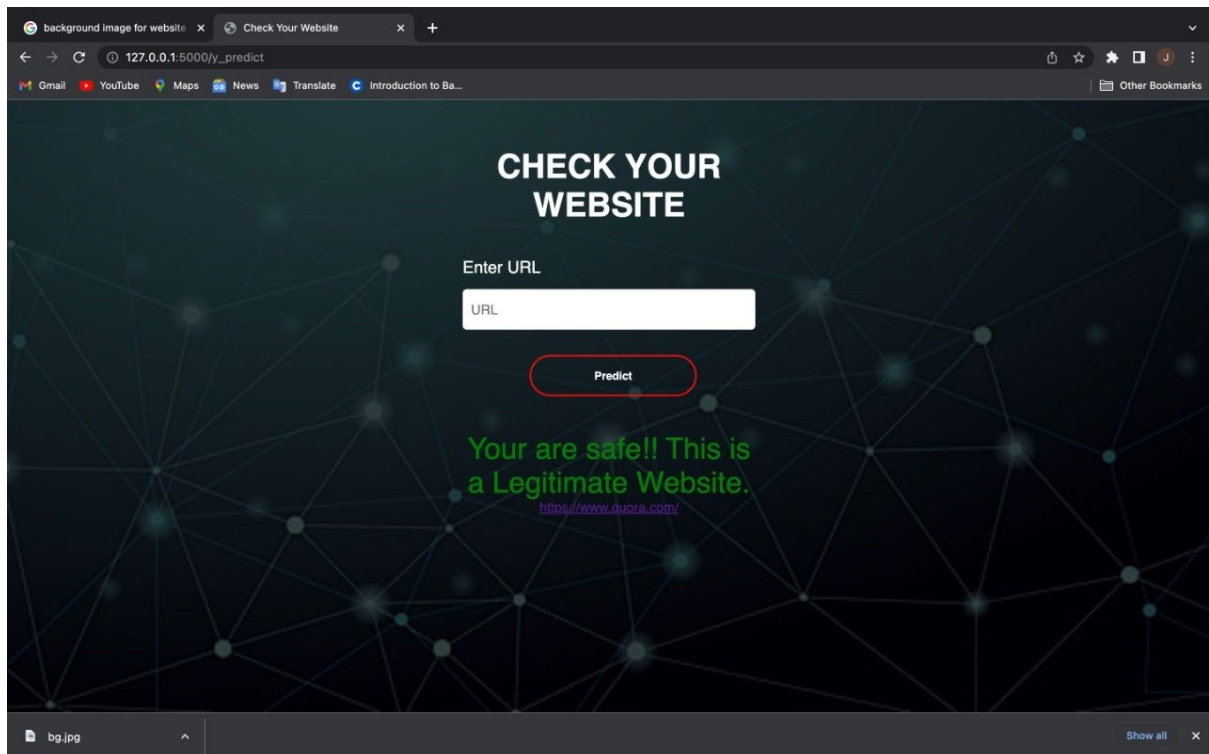 background image for website
Check Your Website
127.0.0.1:5000/y_predict
J
Gmail
YouTube
Maps
News
Translate
C
Introduction to Ba...
Other Bookmarks
CHECK YOUR
WEBSITE
Enter URL
URL
Predict
Your are safe!! This is
a Legitimate Website.
https://www.quora.com/
bg.jpg
Show all